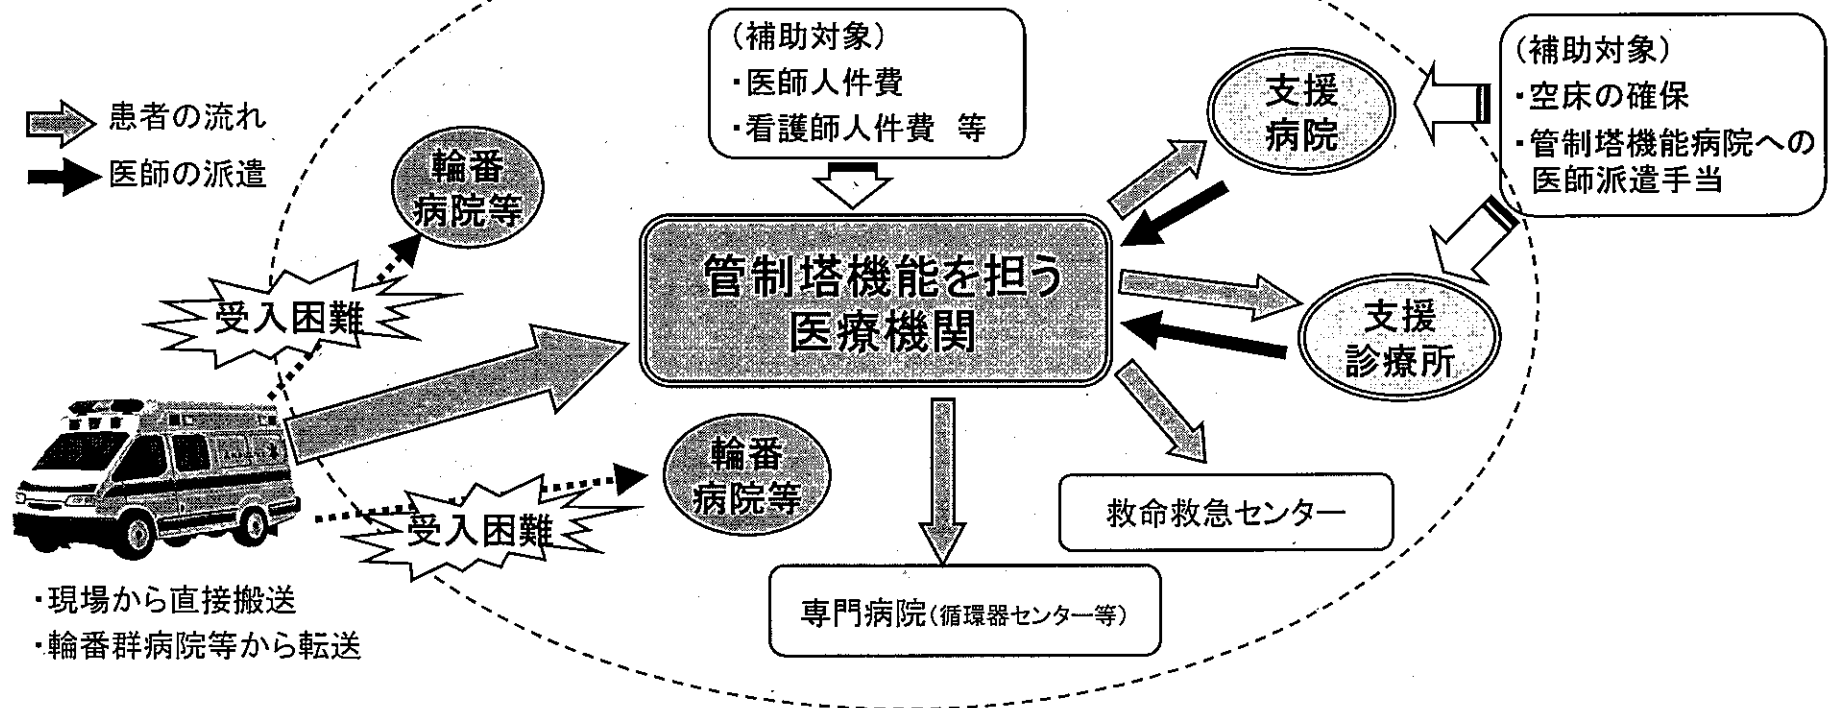 患者の流れ
医師の派遣
(補助対象)
・医師人件費
・看護師人件費 等
支援
病院
(補助対象)
・空床の確保
・管制塔機能病院への
医師派遣手当
輪番
病院等
受入困難
管制塔機能を担う
医療機関
支援
診療所
輪番
病院等
受入困難
救命救急センター
専門病院(循環器センター等)
・現場から直接搬送
・輪番群病院等から転送